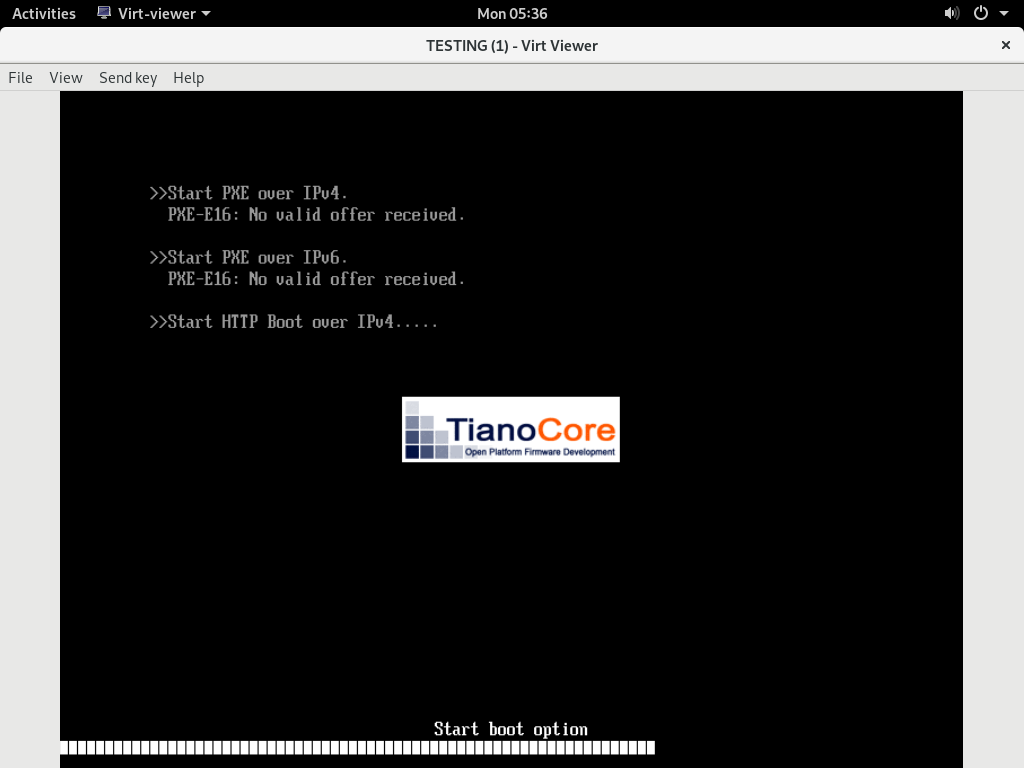 Activities Virt-viewer Mon 05:36
TESTING (1) - Virt Viewer ×
File View Send key Help
>>Start PXE over IPv4.
PXE-E16: No valid offer received.
>>Start PXE over IPv6.
PXE-E16: No valid offer received.
>>Start HTTP Boot over IPv4.....
TianoCore
Open Platform Firmware Development
Start boot option